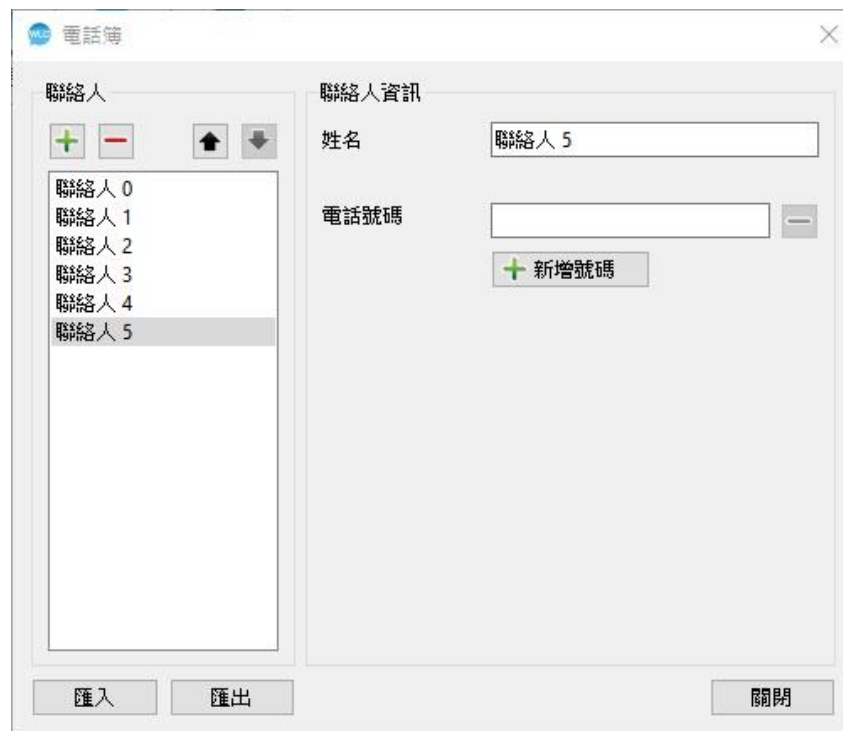 電話簿
聯絡人
聯絡人 0
聯絡人 1
聯絡人 2
聯絡人 3
聯絡人 4
聯絡人 5
聯絡人資訊
姓名
聯絡人 5
電話號碼
新增號碼
匯入
匯出
關閉